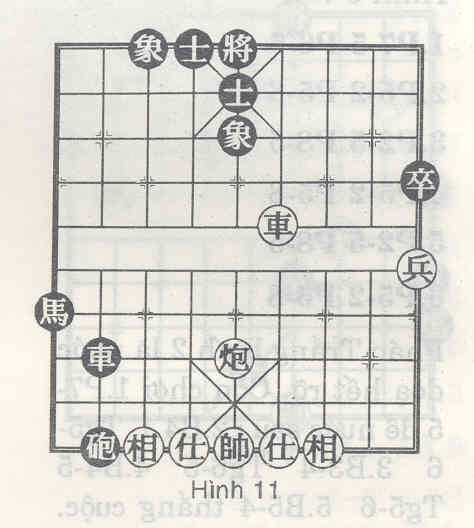 象 士 將
士
象
卒
車
兵
馬
車 炮
砲 相 仕 帥 仕 相
Hình 11